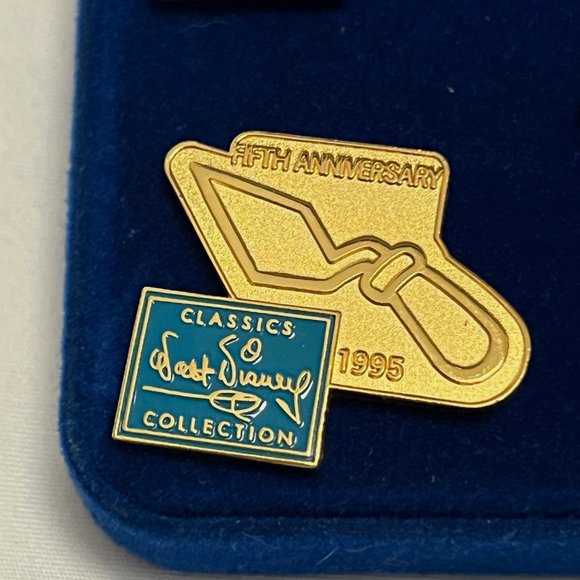 FIFTH ANNIVERSARY
1995
CLASSICS
Walt Disney
COLLECTION